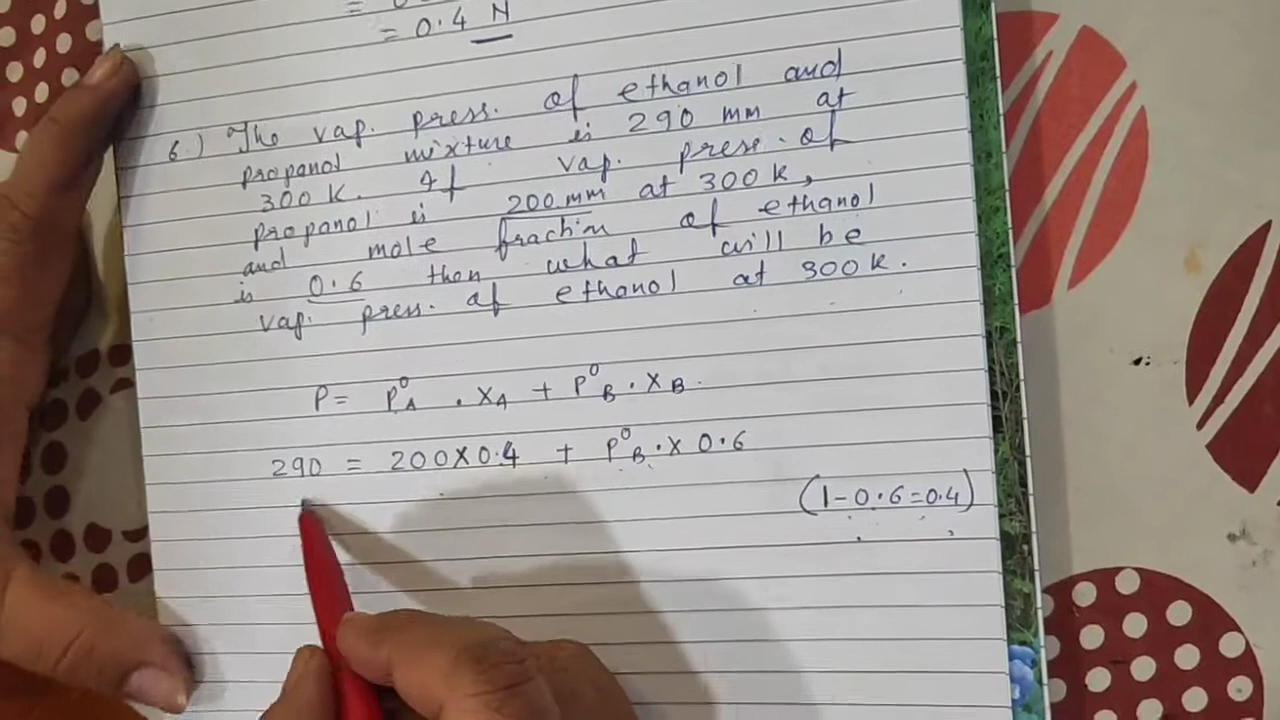 =
= 0.4 N
6.) The vap. press. of ethanol and
propanol mixture is 290 mm at
300 K. If vap. press. of
propanol is 200 mm at 300 K,
and mole fraction of ethanol
is 0.6 then what will be
vap. press. of ethanol at 300 K.
P = P°A . XA + P°B . XB.
290 = 200 X 0.4 + P°B . X 0.6
(1 - 0.6 = 0.4)